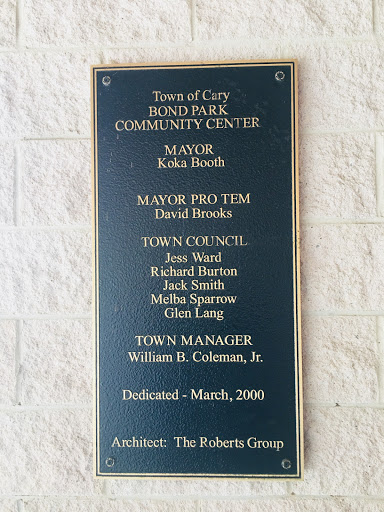 Town of Cary
BOND PARK
COMMUNITY CENTER
MAYOR
Koka Booth
MAYOR PRO TEM
David Brooks
TOWN COUNCIL
Jess Ward
Richard Burton
Jack Smith
Melba Sparrow
Glen Lang
TOWN MANAGER
William B. Coleman, Jr.
Dedicated - March, 2000
Architect: The Roberts Group